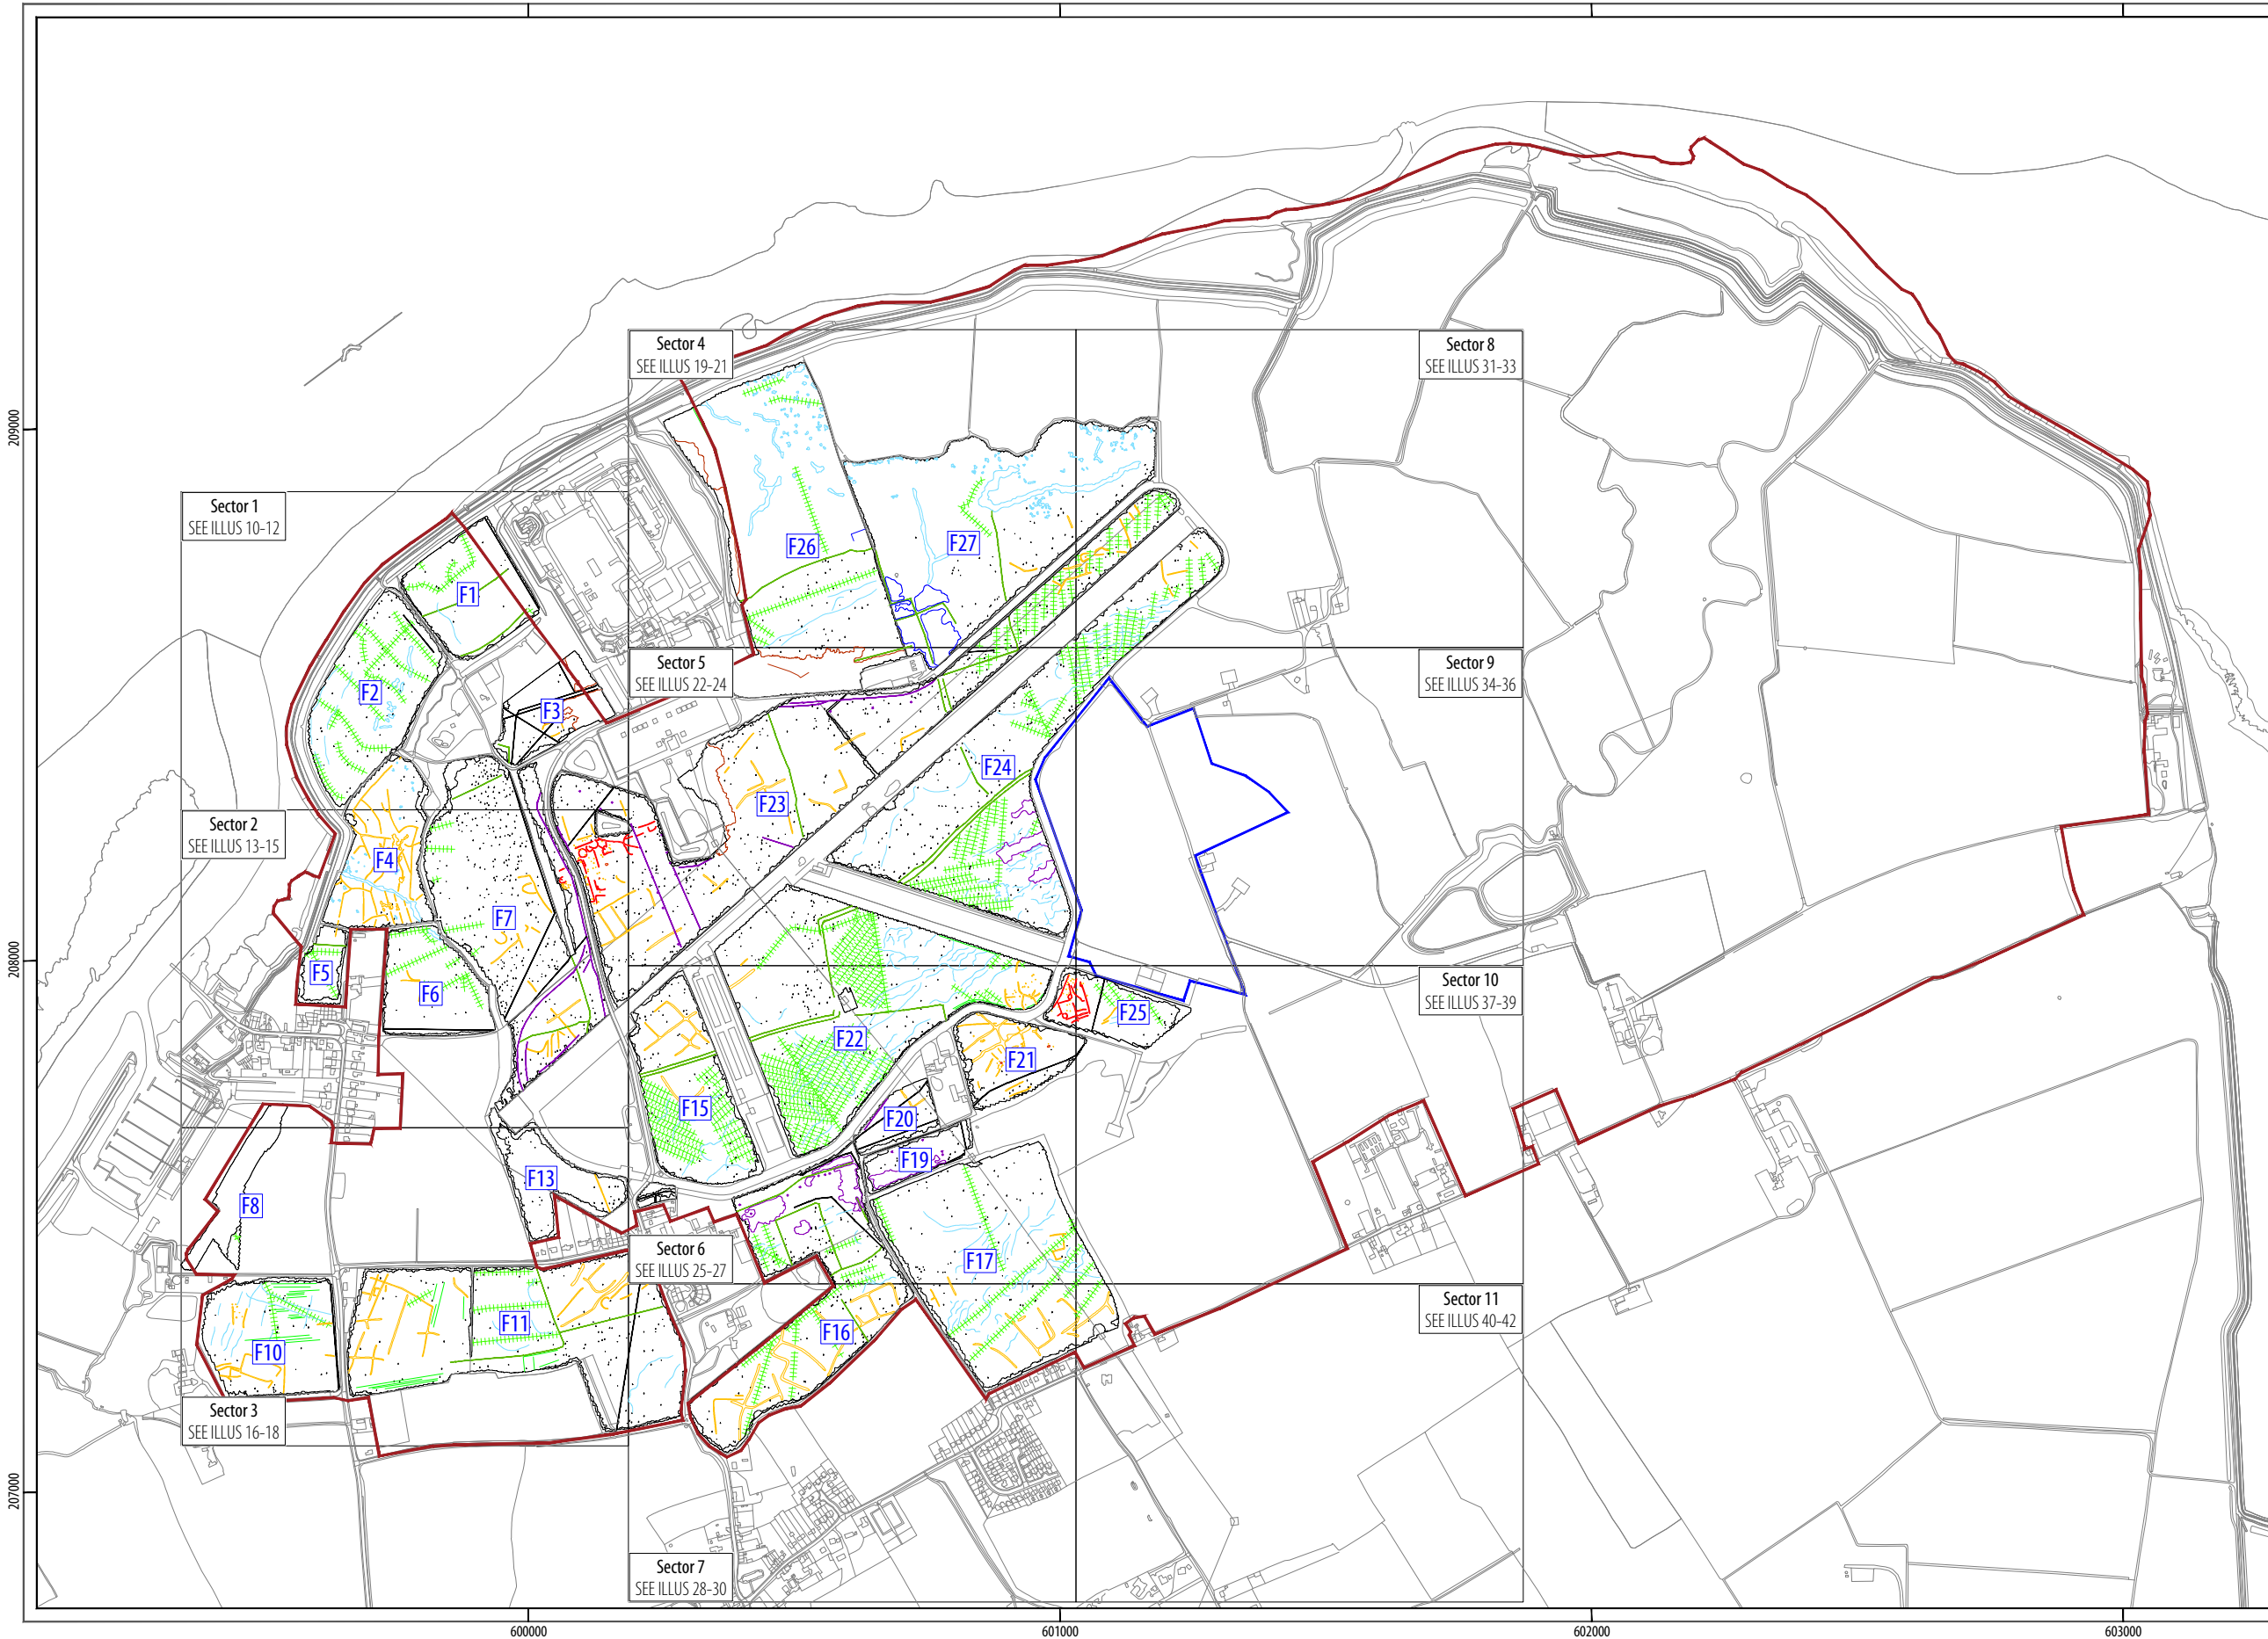 Sector 4
SEE ILLUS 19-21
Sector 8
SEE ILLUS 31-33
209000
Sector 1
SEE ILLUS 10-12
F26
F27
F1
Sector 5
SEE ILLUS 22-24
Sector 9
SEE ILLUS 34-36
F2
F3
F24
F23
Sector 2
SEE ILLUS 13-15
F4
F7
208000
F5
F6
Sector 10
SEE ILLUS 37-39
F25
F22
F21
F15
F20
F19
F13
F8
Sector 6
SEE ILLUS 25-27
F17
Sector 11
SEE ILLUS 40-42
F11
F16
F10
Sector 3
SEE ILLUS 16-18
207000
Sector 7
SEE ILLUS 28-30
600000
601000
602000
603000